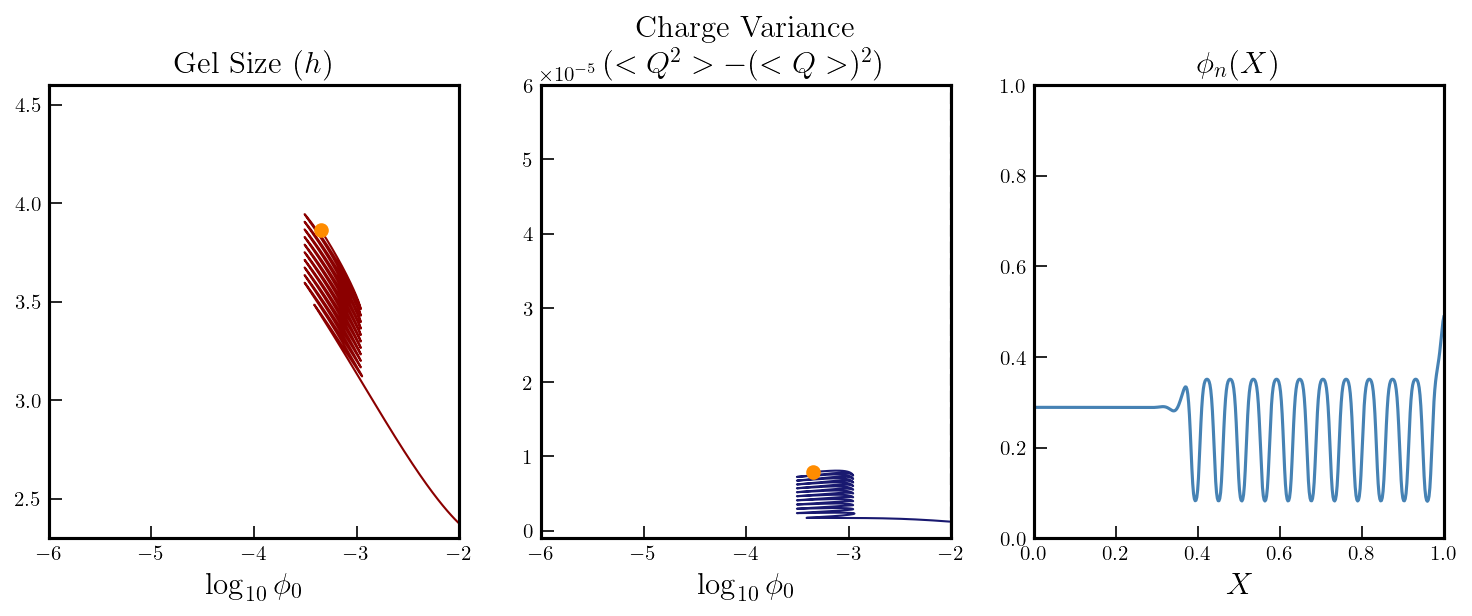 Gel Size (h)
4.5
4.0
3.5
3.0
2.5
−6 −5 −4 −3 −2
log₁₀ ϕ₀
Charge Variance
×10⁻⁵ (< Q² > −(< Q >)²)
6
5
4
3
2
1
0
−6 −5 −4 −3 −2
log₁₀ ϕ₀
ϕₙ(X)
1.0
0.8
0.6
0.4
0.2
0.0
0.0 0.2 0.4 0.6 0.8 1.0
X